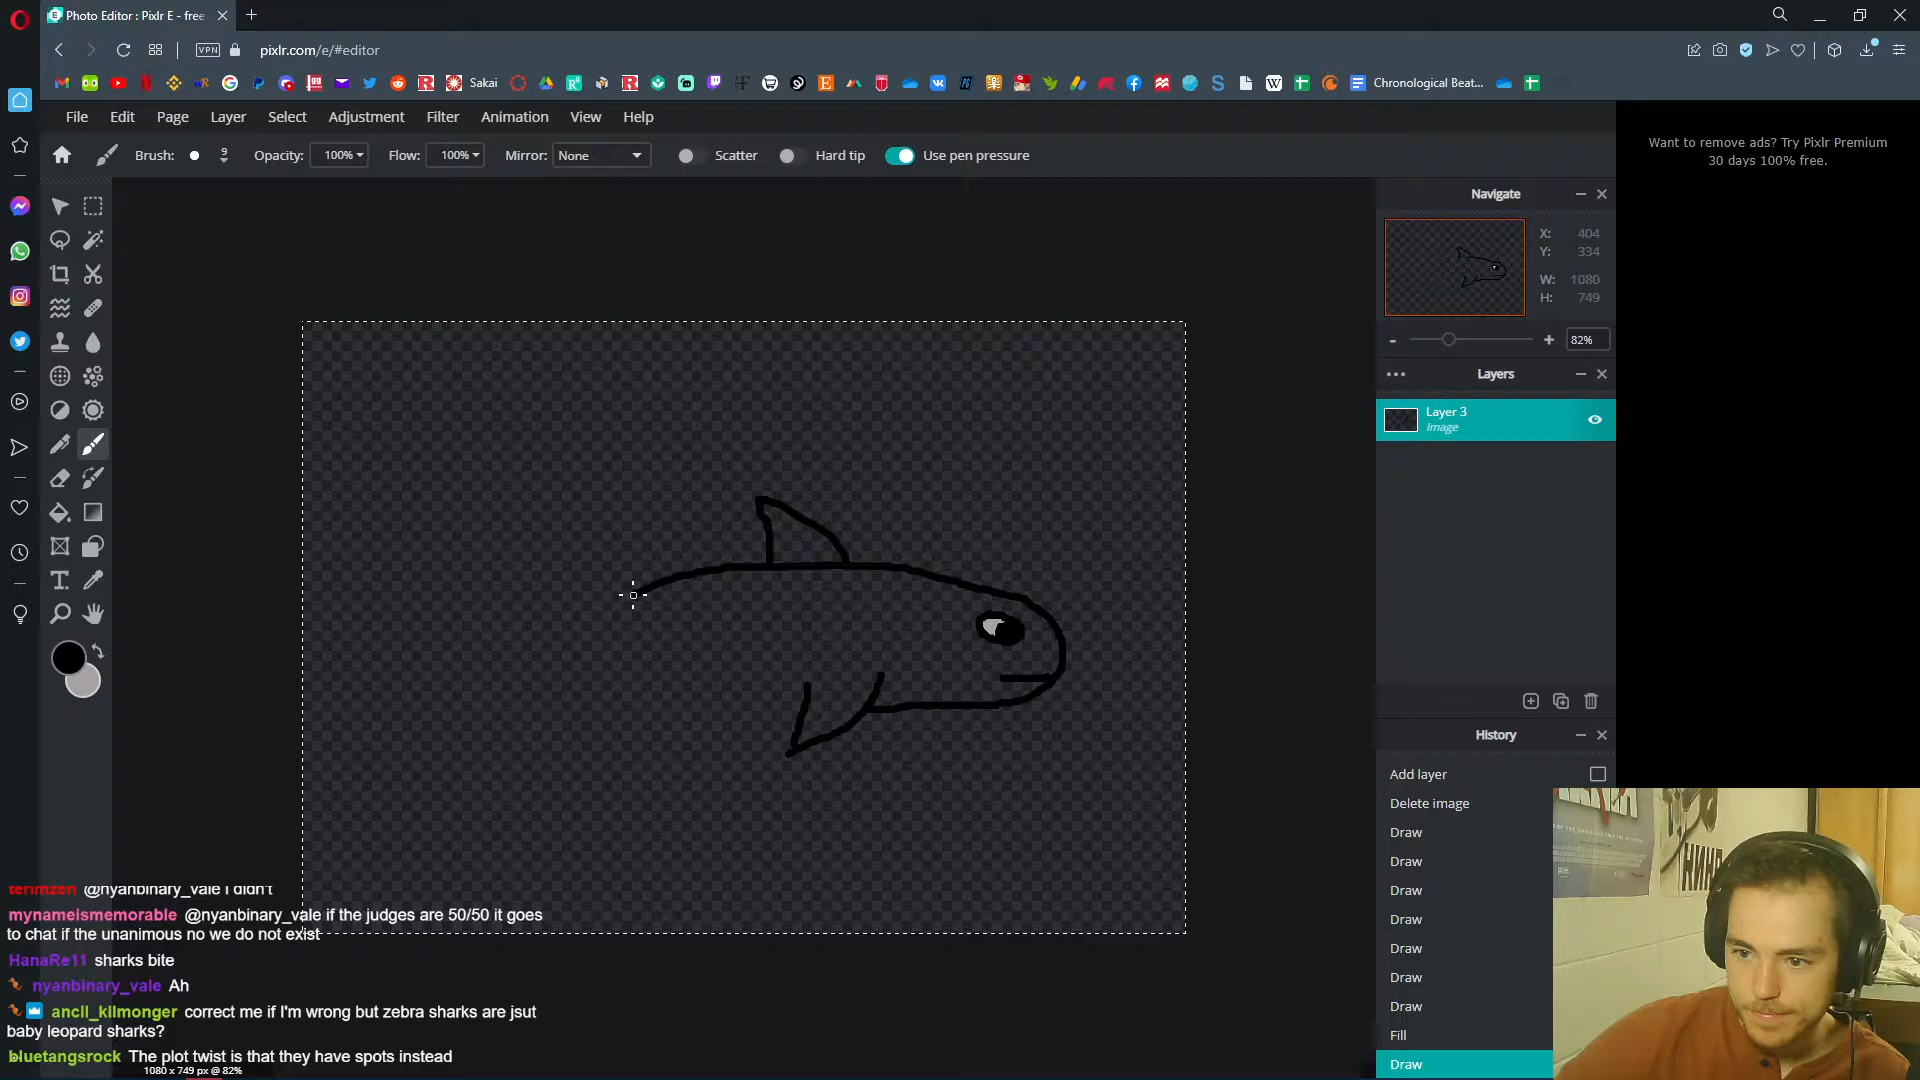 Photo Editor : Pixlr E - free
VPN
pixlr.com/e/#editor
Sakai
Chronological Beat...
File Edit Page Layer Select Adjustment Filter Animation View Help
Brush: 9 Opacity: 100% Flow: 100% Mirror: None Scatter Hard tip Use pen pressure
Want to remove ads? Try Pixlr Premium
30 days 100% free.
Navigate
X: 404
Y: 334
W: 1080
H: 749
82%
Layers
Layer 3
Image
History
Add layer
Delete image
Draw
Draw
Draw
Draw
Draw
Draw
Draw
Fill
Draw
terimzen @nyanbinary_vale I didn't
mynameismemorable @nyanbinary_vale if the judges are 50/50 it goes
to chat if the unanimous no we do not exist
HanaRe11 sharks bite
nyanbinary_vale Ah
ancil_kilmonger correct me if I'm wrong but zebra sharks are jsut
baby leopard sharks?
bluetangsrock The plot twist is that they have spots instead
1080 x 749 px @ 82%